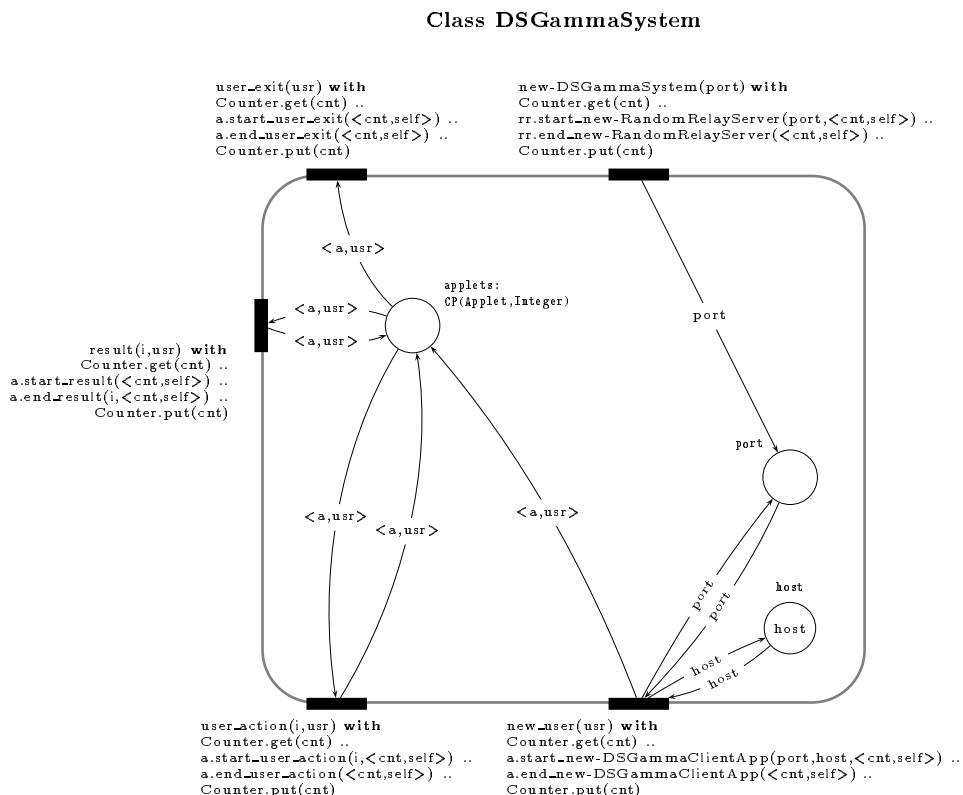 Class DSGammaSystem
user_exit(usr) with
Counter.get(cnt) ..
a.start_user_exit(<cnt,self>) ..
a.end_user_exit(<cnt,self>) ..
Counter.put(cnt)
new-DSGammaSystem(port) with
Counter.get(cnt) ..
rr.start_new-RandomRelayServer(port,<cnt,self>) ..
rr.end_new-RandomRelayServer(<cnt,self>) ..
Counter.put(cnt)
<a,usr>
applets:
CP(Applet,Integer)
<a,usr>
<a,usr>
port
result(i,usr) with
Counter.get(cnt) ..
a.start_result(<cnt,self>) ..
a.end_result(i,<cnt,self>) ..
Counter.put(cnt)
port
<a,usr>
<a,usr>
<a,usr>
port
port
host
host
host
host
user_action(i,usr) with
Counter.get(cnt) ..
a.start_user_action(i,<cnt,self>) ..
a.end_user_action(<cnt,self>) ..
Counter.put(cnt)
new_user(usr) with
Counter.get(cnt) ..
a.start_new-DSGammaClientApp(port,host,<cnt,self>) ..
a.end_new-DSGammaClientApp(<cnt,self>) ..
Counter.put(cnt)